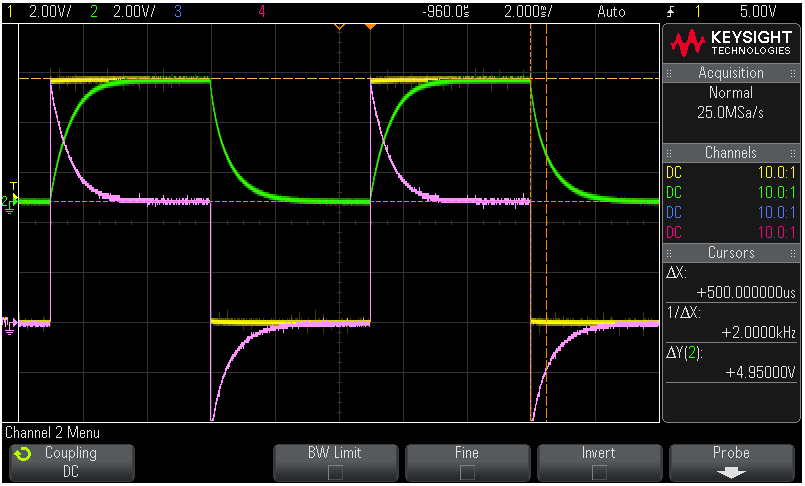 1 2.00V/ 2 2.00V/ 3 4 -960.0ş 2.000ş/ Auto 1 5.00V
KEYSIGHT
TECHNOLOGIES
Acquisition
Normal
25.0MSa/s
Channels
DC 10.0:1
DC 10.0:1
DC 10.0:1
DC 10.0:1
Cursors
ΔX:
+500.000000us
1/ΔX:
+2.0000kHz
ΔY(2):
+4.95000V
T
2
M
Channel 2 Menu
Coupling
DC
BW Limit
Fine
Invert
Probe